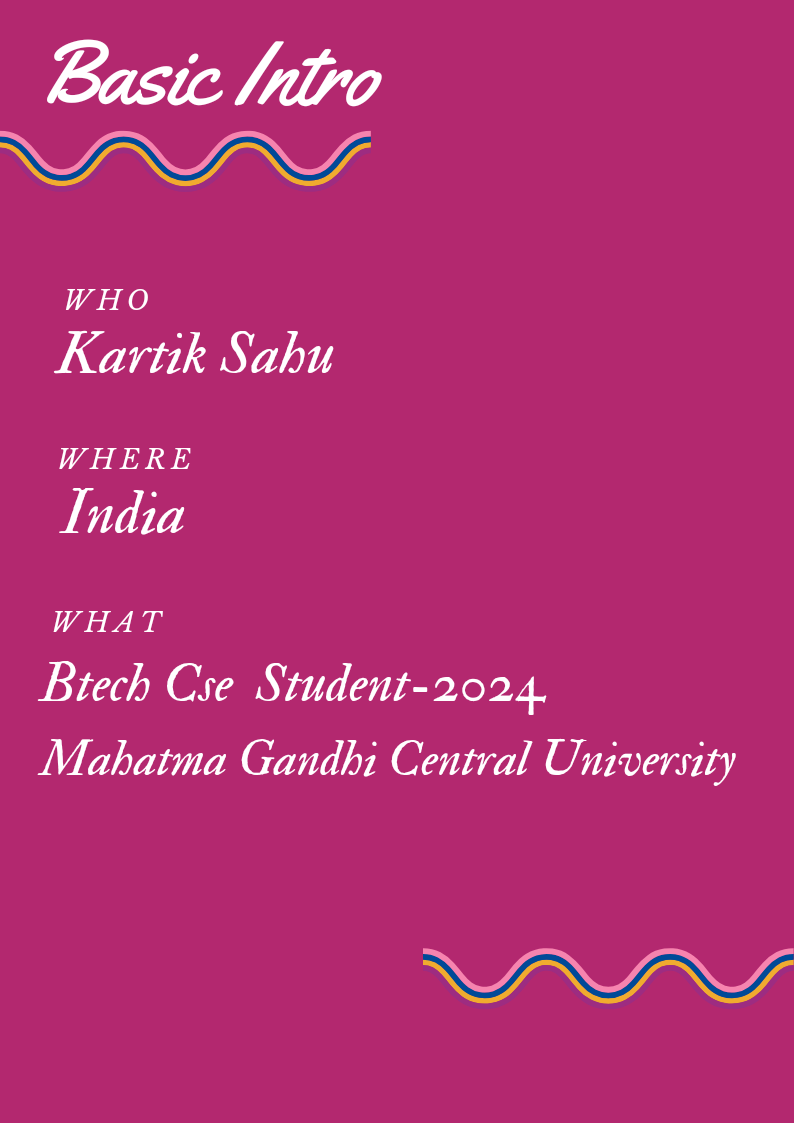 Basic Intro
WHO
Kartik Sahu
WHERE
India
WHAT
Btech Cse Student-2024
Mahatma Gandhi Central University